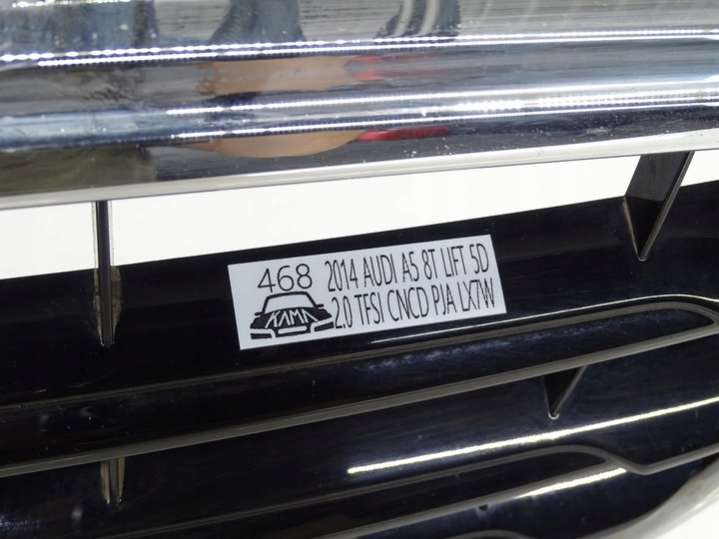 468
KAMA
2014 AUDI A5 8T LIFT 5D
2.0 TFSI CNCD PJA LX7W